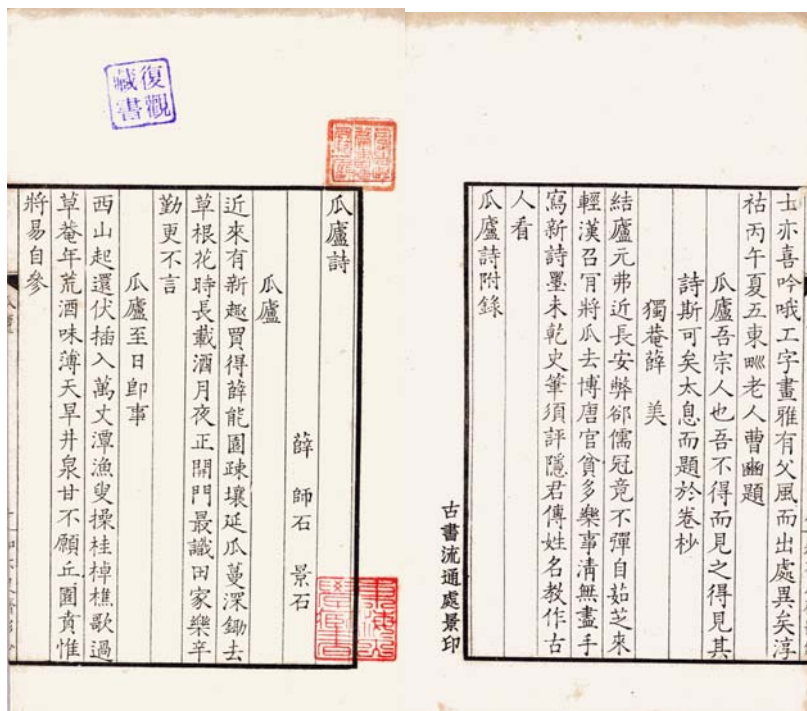 士亦喜吟哦工字畫雅有父風而出處異矣淳
祜丙午夏五東甽老人曹豳題
瓜廬吾宗人也吾不得而見之得見其
詩斯可矣太息而題於卷杪
獨菴薛 美
結廬元弗近長安弊卻儒冠竟不彈自茹芝來
輕漢召肎將瓜去博唐官貧多樂事清無盡手
寫新詩墨未乾史筆須評隱君傳姓名教作古
人看
瓜廬詩附錄
古書流通處景印
復觀
藏書
瓜廬詩
薛 師石 景石
瓜廬
近來有新趣買得薛能園疎壤延瓜蔓深鋤去
草根花時長載酒月夜正開門最識田家樂辛
勤更不言
瓜廬至日卽事
西山起還伏插入萬丈潭漁叟操桂棹樵歌過
草菴年荒酒味薄天旱井泉甘不願丘園賁惟
將易自參